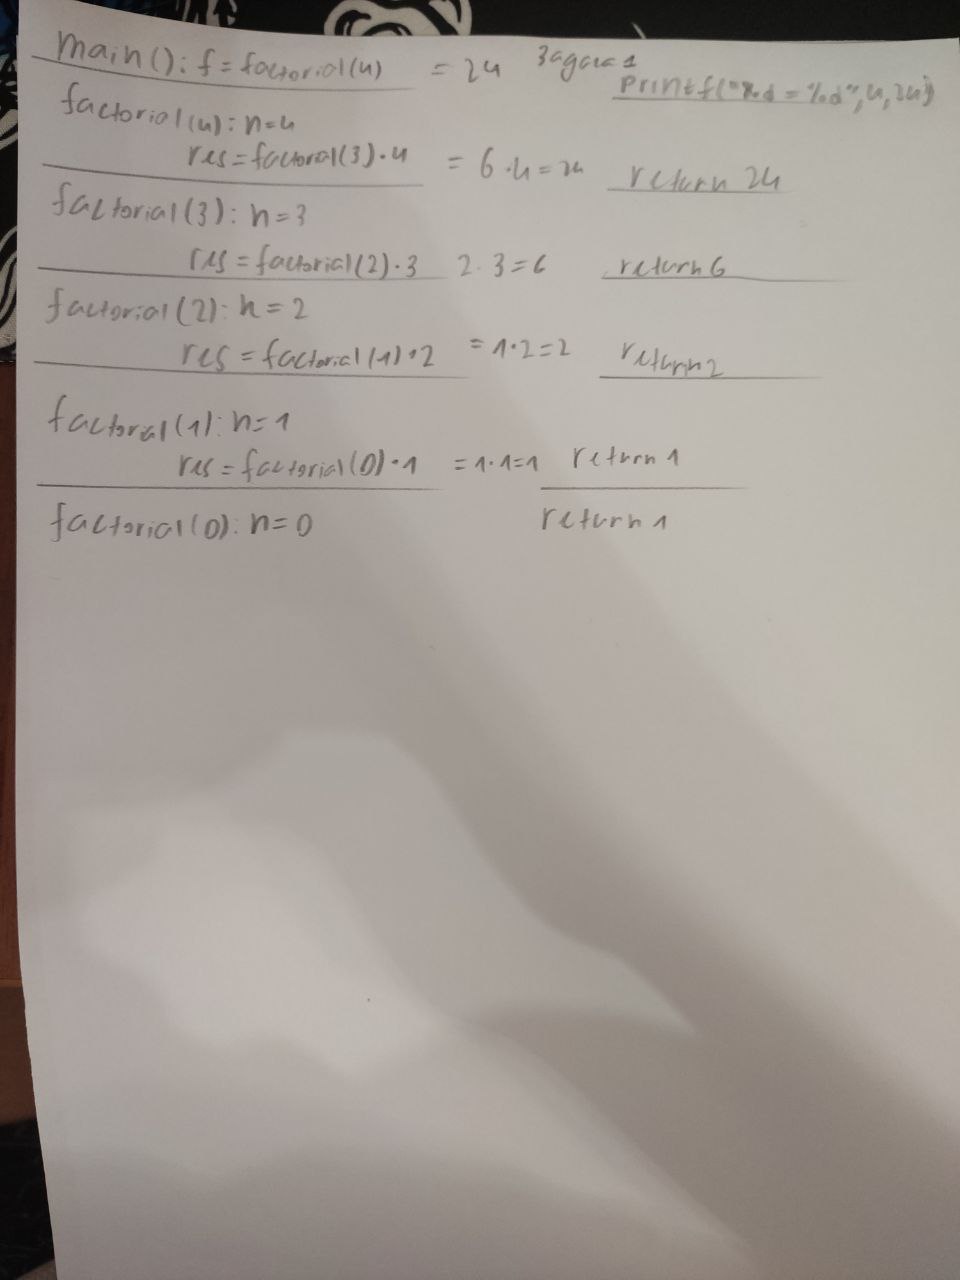 main(): f = factorial(4) = 24 Задача 1
printf("%d = %d", 4, 24)
factorial(4): n=4
res = factoral(3)·4 = 6·4=24 return 24
factorial(3): n=3
res = factorial(2)·3 2·3=6 return 6
factorial(2): n=2
res = factorial(1)·2 =1·2=2 return 2
factoral(1): n=1
res = factorial(0)·1 =1·1=1 return 1
factorial(0): n=0 return 1